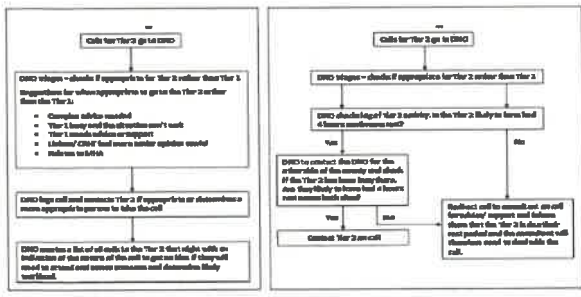 Calls for Tier 2 go to DMO
DMO triages – checks if appropriate for Tier 2 rather than Tier 1
Suggestions for when appropriate to go to the Tier 2 rather
than the Tier 1:
Complex advice needed
Tier 1 busy and the situation can't wait
Tier 1 needs advice or support
Liaison/ CRHT feel more senior opinion useful
Relates to MHA
DMO logs call and contacts Tier 2 if appropriate or determines a
more appropriate person to take the call
DMO creates a list of all calls to the Tier 2 that night with an
indication of the nature of the call to get an idea if they will
need to attend and assess someone and determine likely
workload.
Calls for Tier 2 go to DMO
DMO triages – checks if appropriate for Tier 2 rather than Tier 1
DMO checks log of Tier 2 activity. Is the Tier 2 likely to have had
4 hours continuous rest?
Yes
No
DMO to contact the DMO for the
other side of the county and check
if the Tier 2 has been busy there.
Are they likely to have had 4 hours
rest across both sites?
Yes
No
Contact Tier 2 on call
Redirect call to consultant on call
for advice/ support and inform
them that the Tier 2 is due their
rest period and the consultant will
therefore need to deal with the
call.